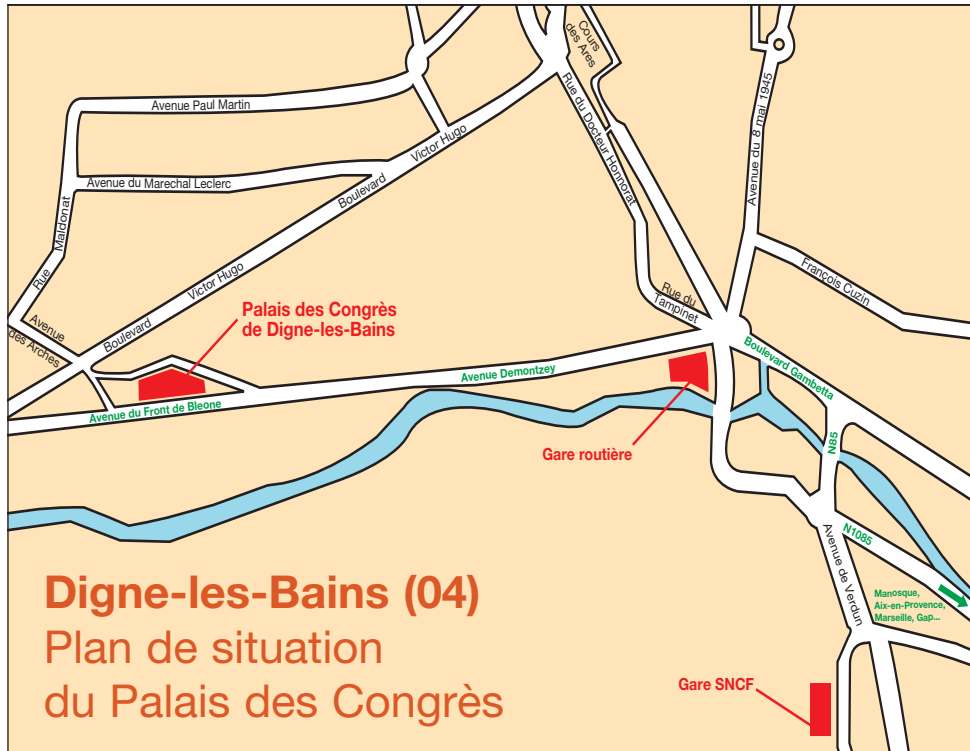 Cours
des Ares
Avenue Paul Martin
Rue du Docteur Honnorat
Avenue du 8 mai 1945
Victor Hugo
Avenue du Marechal Leclerc
Boulevard
Rue
Maldonat
François Cuzin
Victor Hugo
Rue du
Tampinet
Palais des Congrès
de Digne-les-Bains
Avenue
des Arches
Boulevard
Boulevard Gambetta
Avenue Demontzey
Avenue du Front de Bleone
N85
Gare routière
N1085
Avenue de Verdun
Manosque,
Aix-en-Provence,
Marseille, Gap...
Digne-les-Bains (04)
Plan de situation
du Palais des Congrès
Gare SNCF